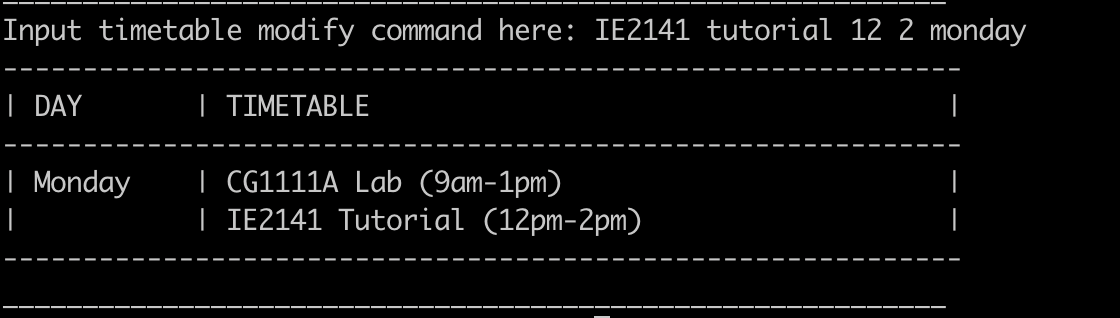 Input timetable modify command here: IE2141 tutorial 12 2 monday
------------------------------------------------------------
| DAY        | TIMETABLE                                    |
------------------------------------------------------------
| Monday     | CG1111A Lab (9am-1pm)                        |
|            | IE2141 Tutorial (12pm-2pm)                   |
------------------------------------------------------------